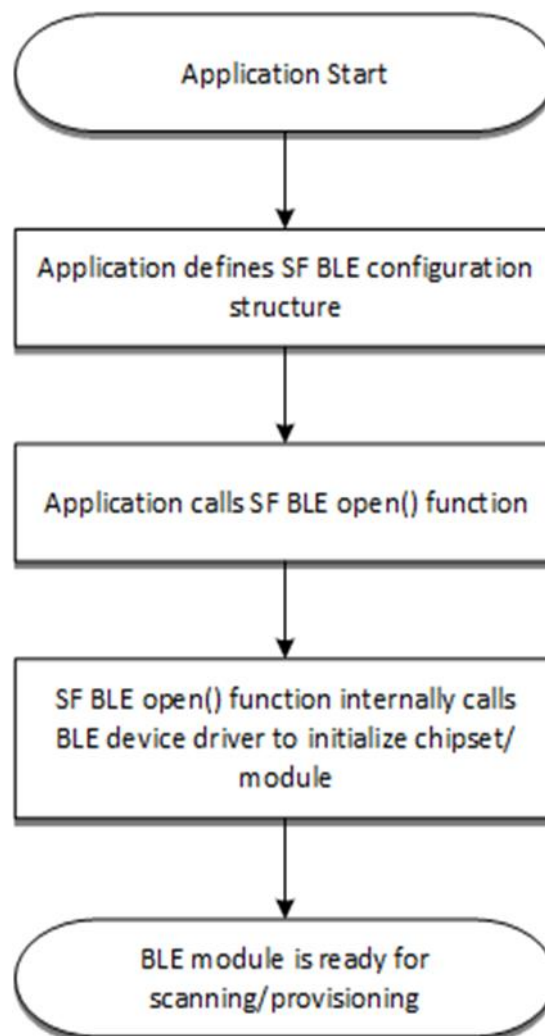 Application Start
Application defines SF BLE configuration
structure
Application calls SF BLE open() function
SF BLE open() function internally calls
BLE device driver to initialize chipset/
module
BLE module is ready for
scanning/provisioning